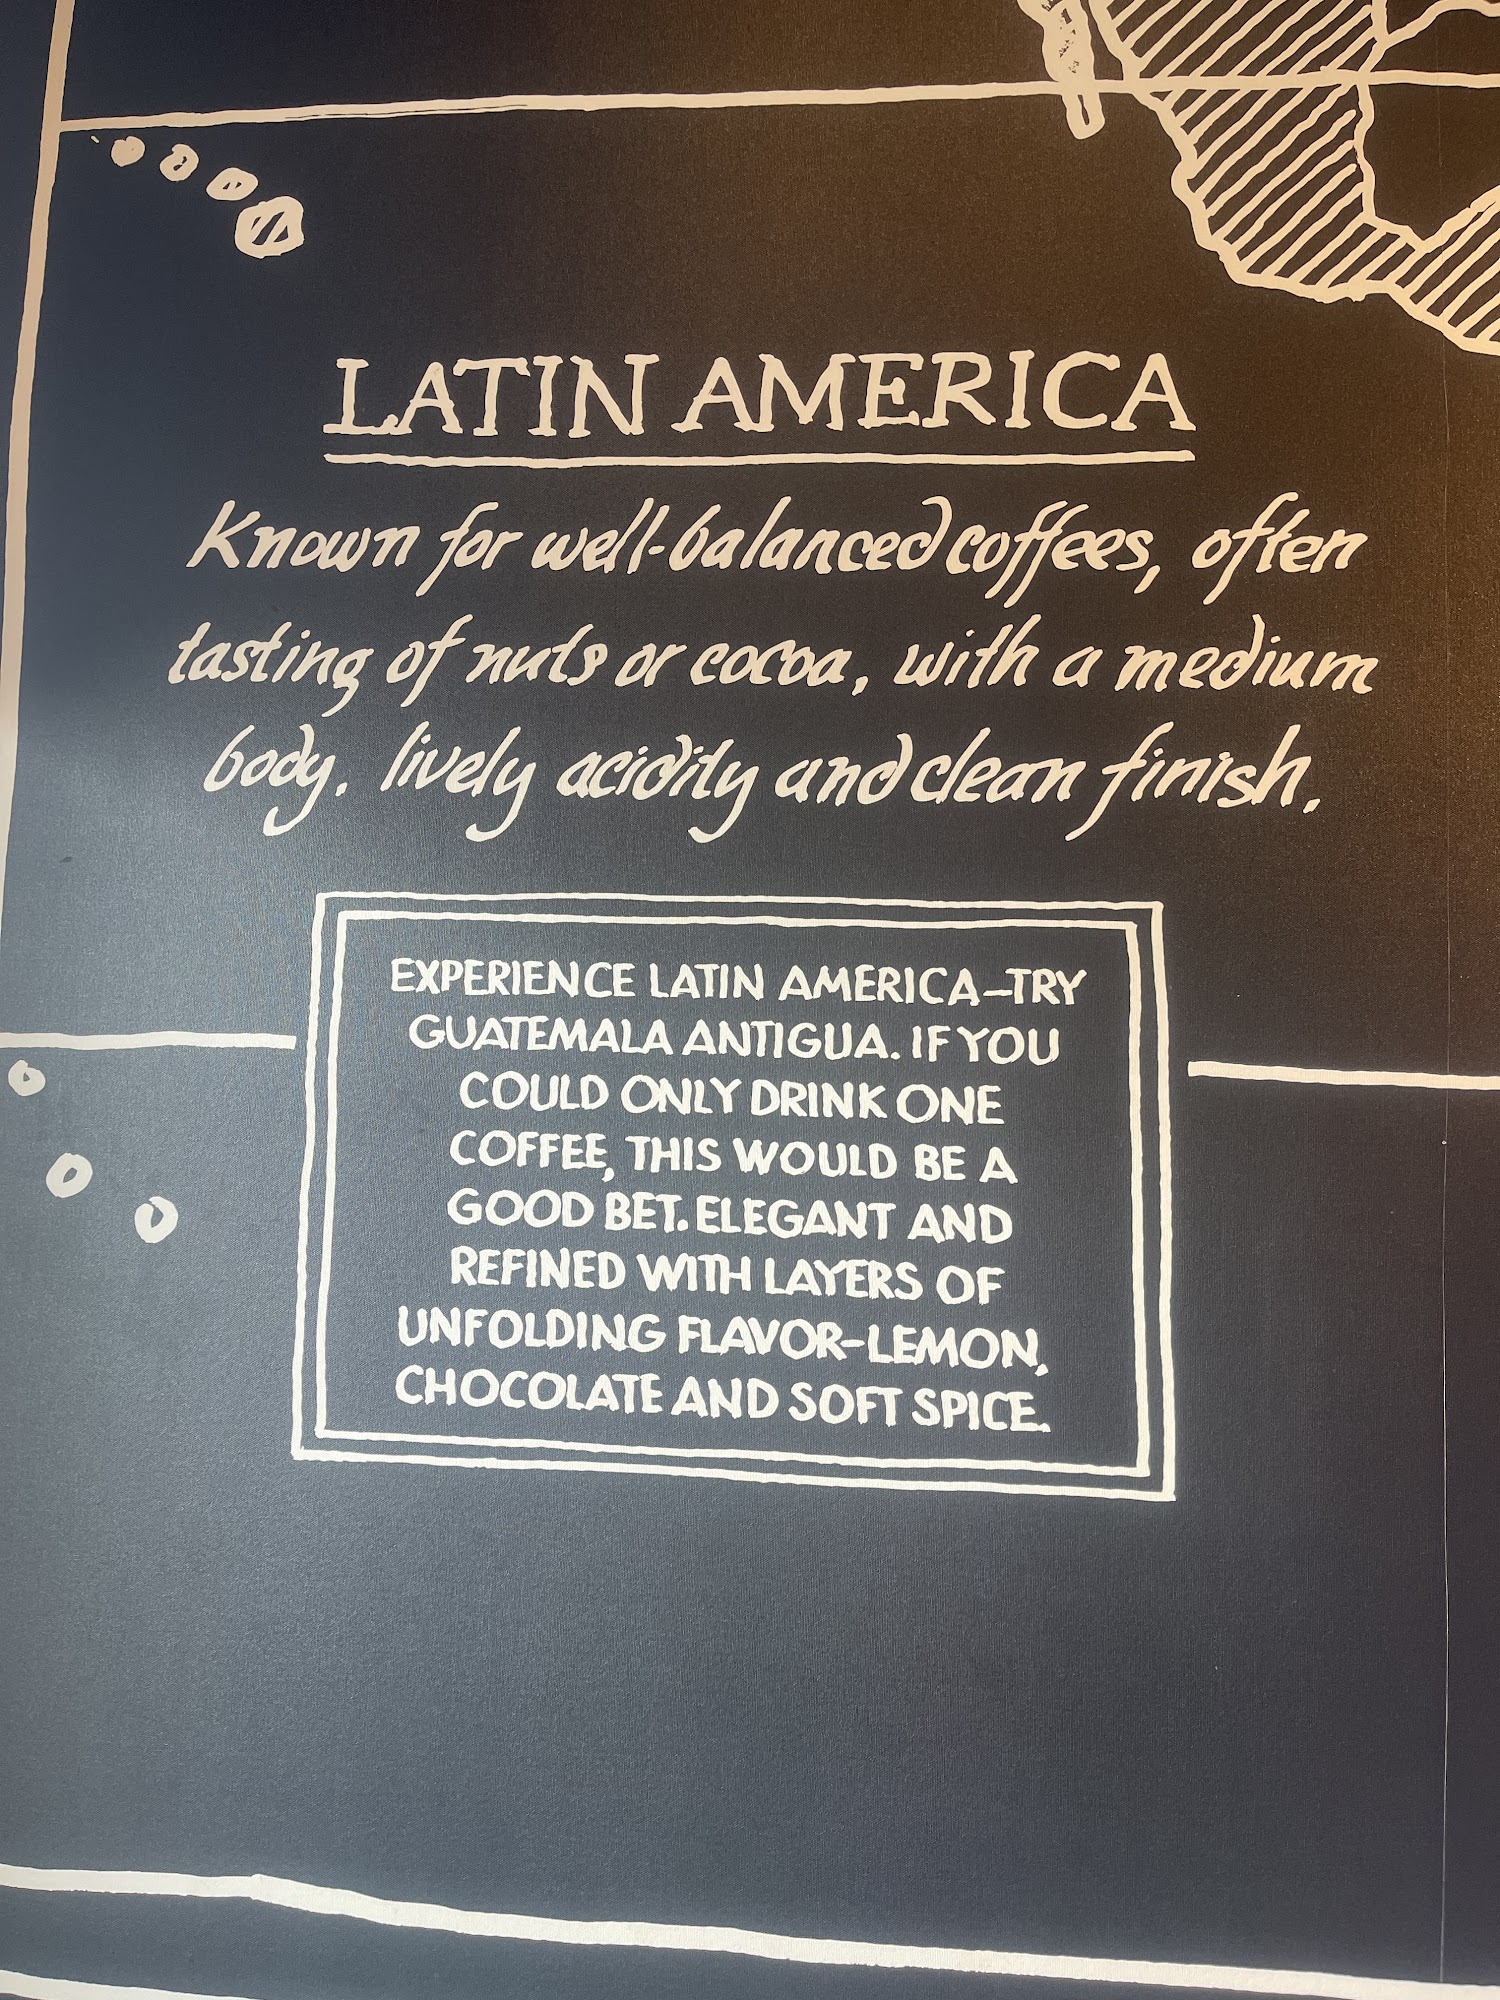 LATIN AMERICA
Known for well-balanced coffees, often
tasting of nuts or cocoa, with a medium
body, lively acidity and clean finish.
EXPERIENCE LATIN AMERICA–TRY
GUATEMALA ANTIGUA. IF YOU
COULD ONLY DRINK ONE
COFFEE, THIS WOULD BE A
GOOD BET. ELEGANT AND
REFINED WITH LAYERS OF
UNFOLDING FLAVOR–LEMON,
CHOCOLATE AND SOFT SPICE.